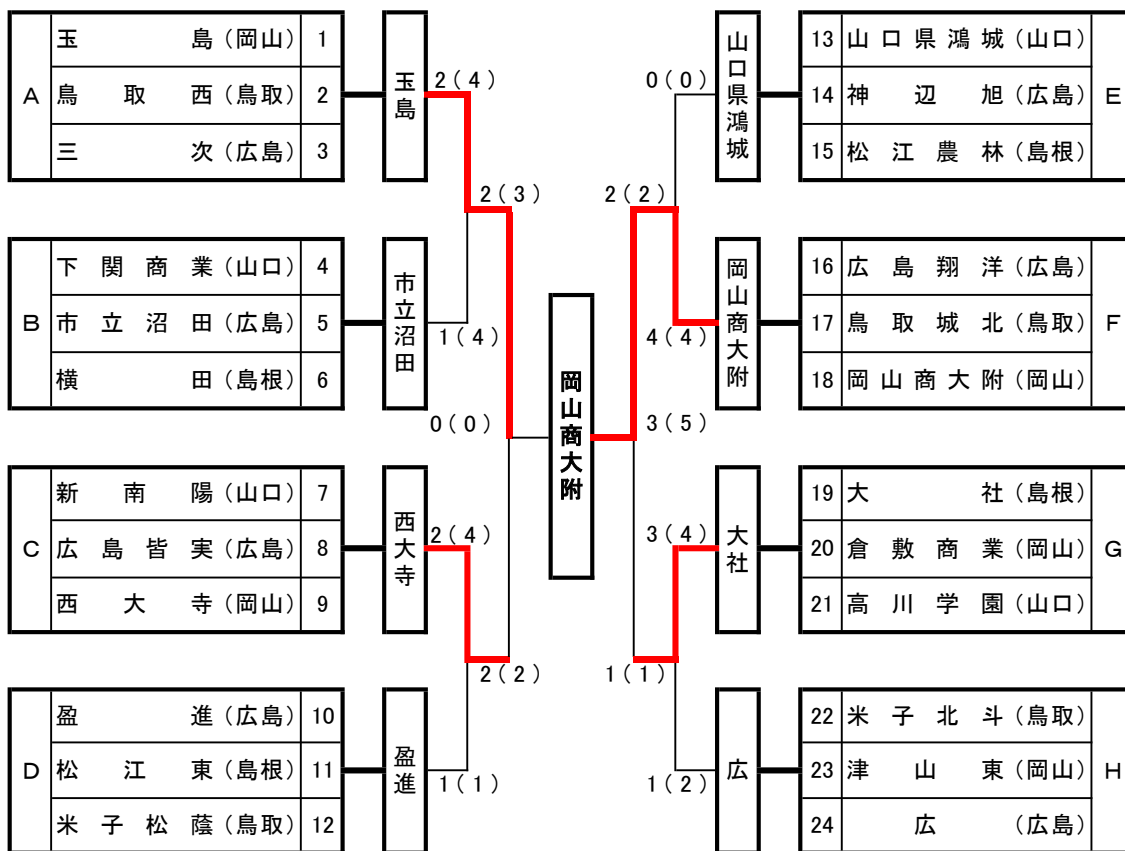 A
玉島(岡山) 1
鳥取西(鳥取) 2
三次(広島) 3
玉島
2(4)
2(3)
B
下関商業(山口) 4
市立沼田(広島) 5
横田(島根) 6
市立沼田
1(4)
0(0)
C
新南陽(山口) 7
広島皆実(広島) 8
西大寺(岡山) 9
西大寺
2(4)
2(2)
D
盈進(広島) 10
松江東(島根) 11
米子松蔭(鳥取) 12
盈進
1(1)
岡山商大附
0(0)
山口県鴻城
13 山口県鴻城(山口)
14 神辺旭(広島)
15 松江農林(島根)
E
2(2)
4(4)
岡山商大附
16 広島翔洋(広島)
17 鳥取城北(鳥取)
18 岡山商大附(岡山)
F
3(5)
3(4)
大社
19 大社(島根)
20 倉敷商業(岡山)
21 高川学園(山口)
G
1(1)
1(2)
広
22 米子北斗(鳥取)
23 津山東(岡山)
24 広(広島)
H